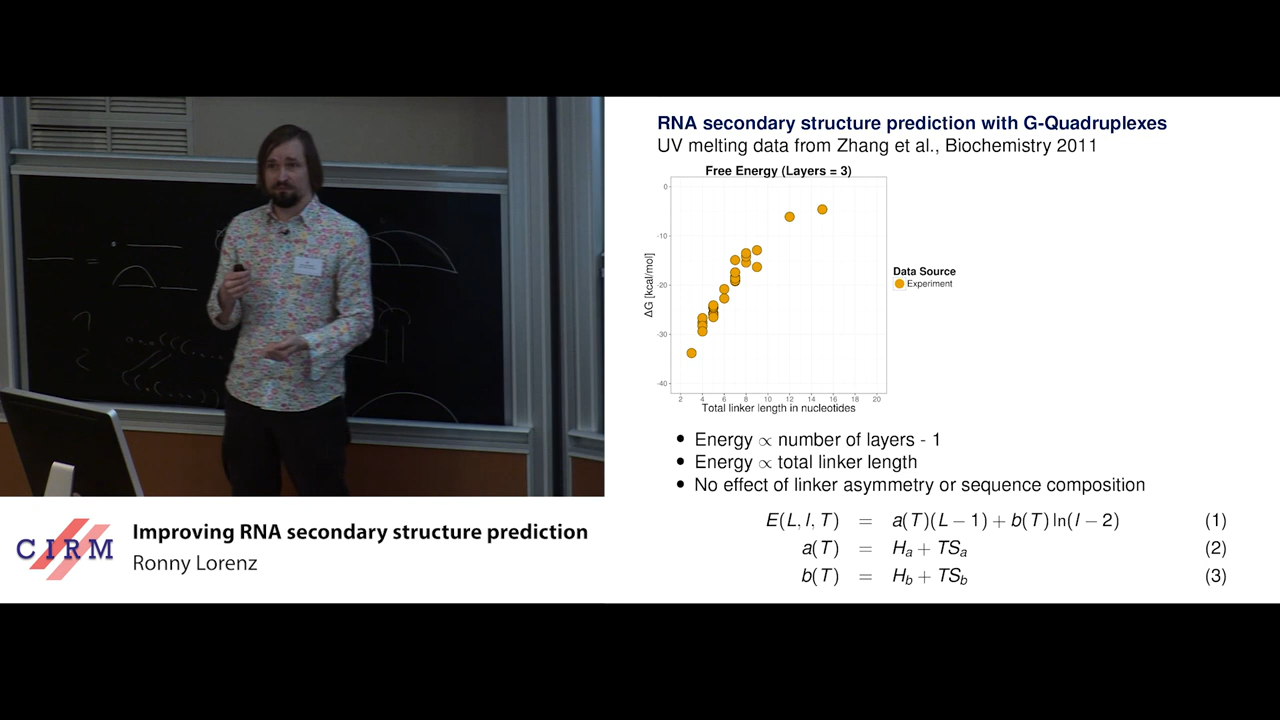 RNA secondary structure prediction with G-Quadruplexes
UV melting data from Zhang et al., Biochemistry 2011
Free Energy (Layers = 3)
ΔG [kcal/mol]
0
-10
-20
-30
-40
2 4 6 8 10 12 14 16 18 20
Total linker length in nucleotides
Data Source
Experiment
• Energy ∝ number of layers - 1
• Energy ∝ total linker length
• No effect of linker asymmetry or sequence composition
E(L, l, T) = a(T)(L − 1) + b(T) ln(l − 2) (1)
a(T) = Hₐ + TSₐ (2)
b(T) = H_b + TS_b (3)
CIRM
Improving RNA secondary structure prediction
Ronny Lorenz